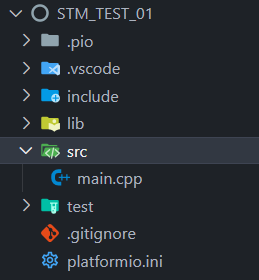 STM_TEST_01
.pio
.vscode
include
lib
src
main.cpp
test
.gitignore
platformio.ini